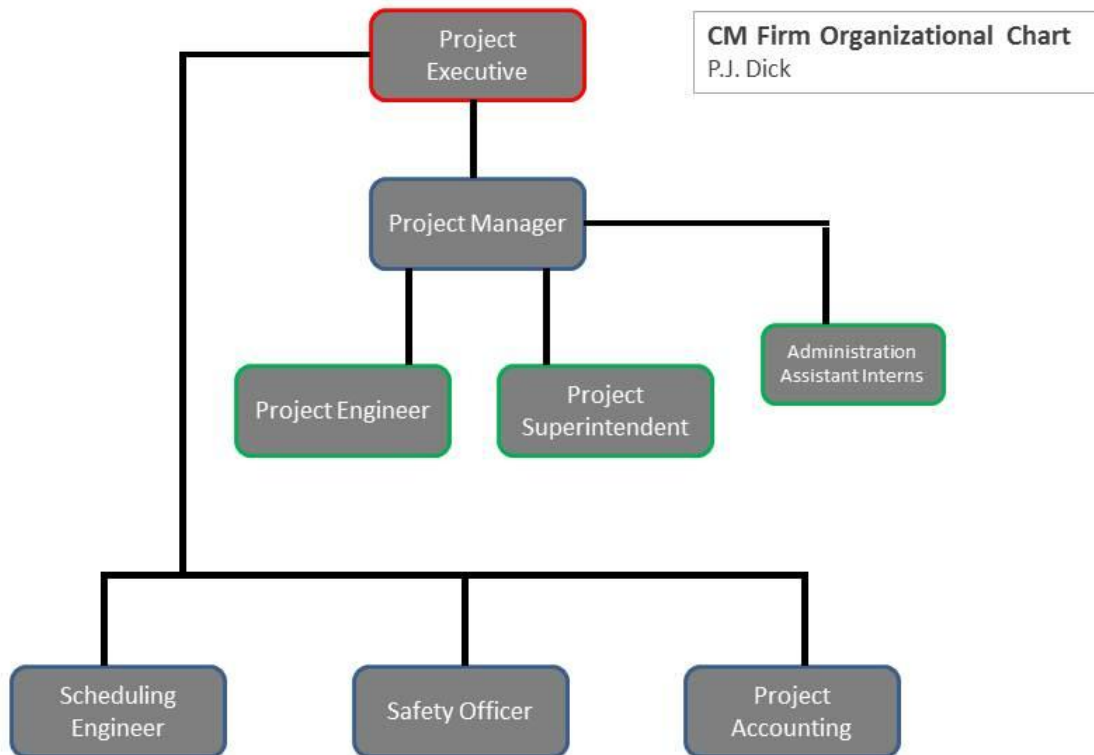 Project
Executive
CM Firm Organizational Chart
P.J. Dick
Project Manager
Project Engineer
Project
Superintendent
Administration
Assistant Interns
Scheduling
Engineer
Safety Officer
Project
Accounting